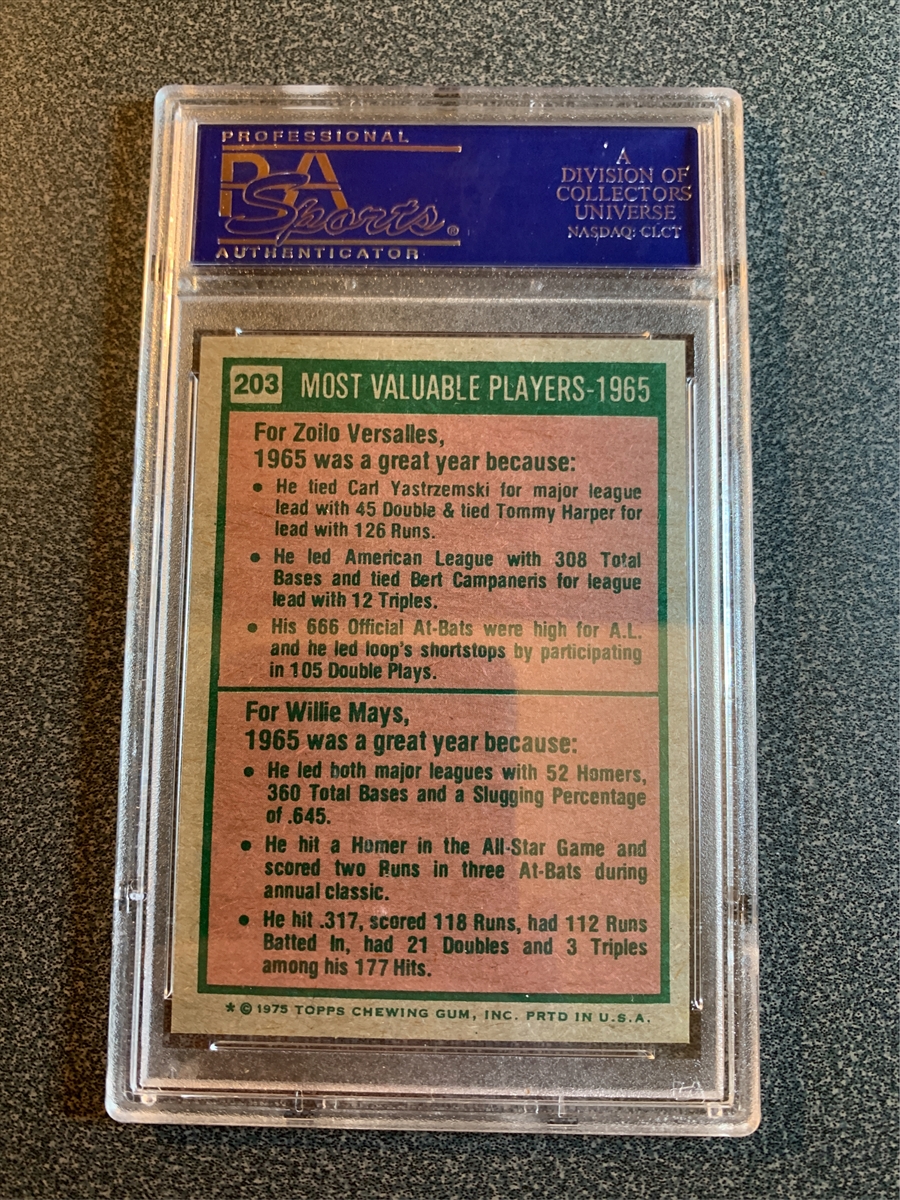 PROFESSIONAL
PSA
Sports®
AUTHENTICATOR
A
DIVISION OF
COLLECTORS
UNIVERSE
NASDAQ: CLCT
203 MOST VALUABLE PLAYERS-1965
For Zoilo Versalles,
1965 was a great year because:
• He tied Carl Yastrzemski for major league
lead with 45 Double & tied Tommy Harper for
lead with 126 Runs.
• He led American League with 308 Total
Bases and tied Bert Campaneris for league
lead with 12 Triples.
• His 666 Official At-Bats were high for A.L.
and he led loop's shortstops by participating
in 105 Double Plays.
For Willie Mays,
1965 was a great year because:
• He led both major leagues with 52 Homers,
360 Total Bases and a Slugging Percentage
of .645.
• He hit a Homer in the All-Star Game and
scored two Runs in three At-Bats during
annual classic.
• He hit .317, scored 118 Runs, had 112 Runs
Batted In, had 21 Doubles and 3 Triples
among his 177 Hits.
* © 1975 TOPPS CHEWING GUM, INC. PRTD IN U.S.A.